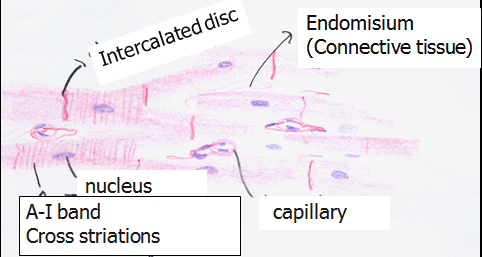 Intercalated disc
Endomisium
(Connective tissue)
nucleus
A-I band
Cross striations
capillary